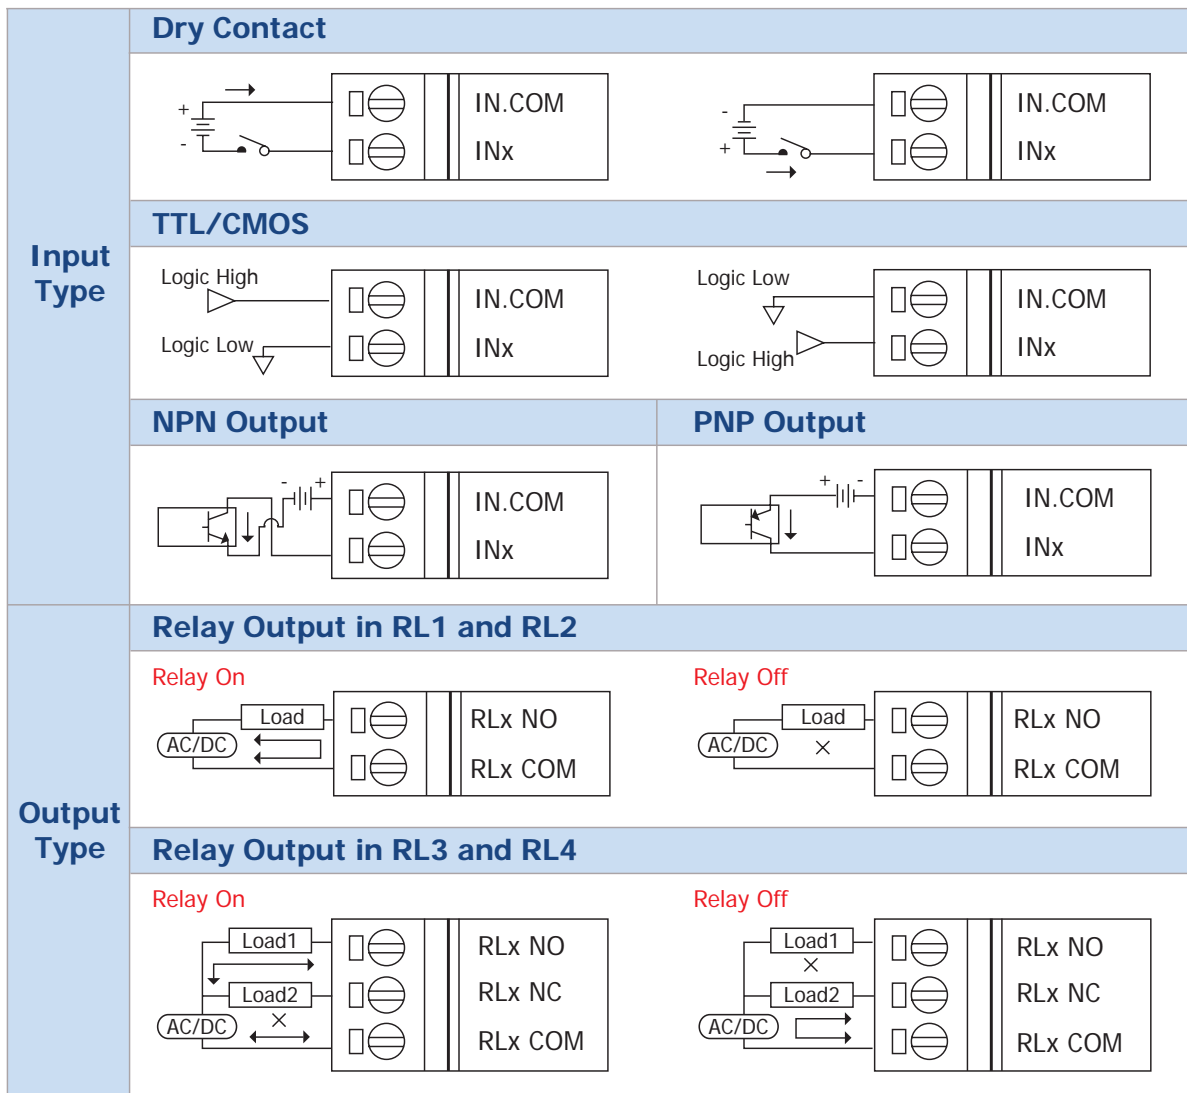 Input
Type
Dry Contact
+
-
IN.COM
INx
-
+
IN.COM
INx
TTL/CMOS
Logic High
Logic Low
IN.COM
INx
Logic Low
Logic High
IN.COM
INx
NPN Output
- +
IN.COM
INx
PNP Output
+ -
IN.COM
INx
Output
Type
Relay Output in RL1 and RL2
Relay On
Load
AC/DC
RLx NO
RLx COM
Relay Off
Load
AC/DC
×
RLx NO
RLx COM
Relay Output in RL3 and RL4
Relay On
Load1
Load2
×
AC/DC
RLx NO
RLx NC
RLx COM
Relay Off
Load1
×
Load2
AC/DC
RLx NO
RLx NC
RLx COM